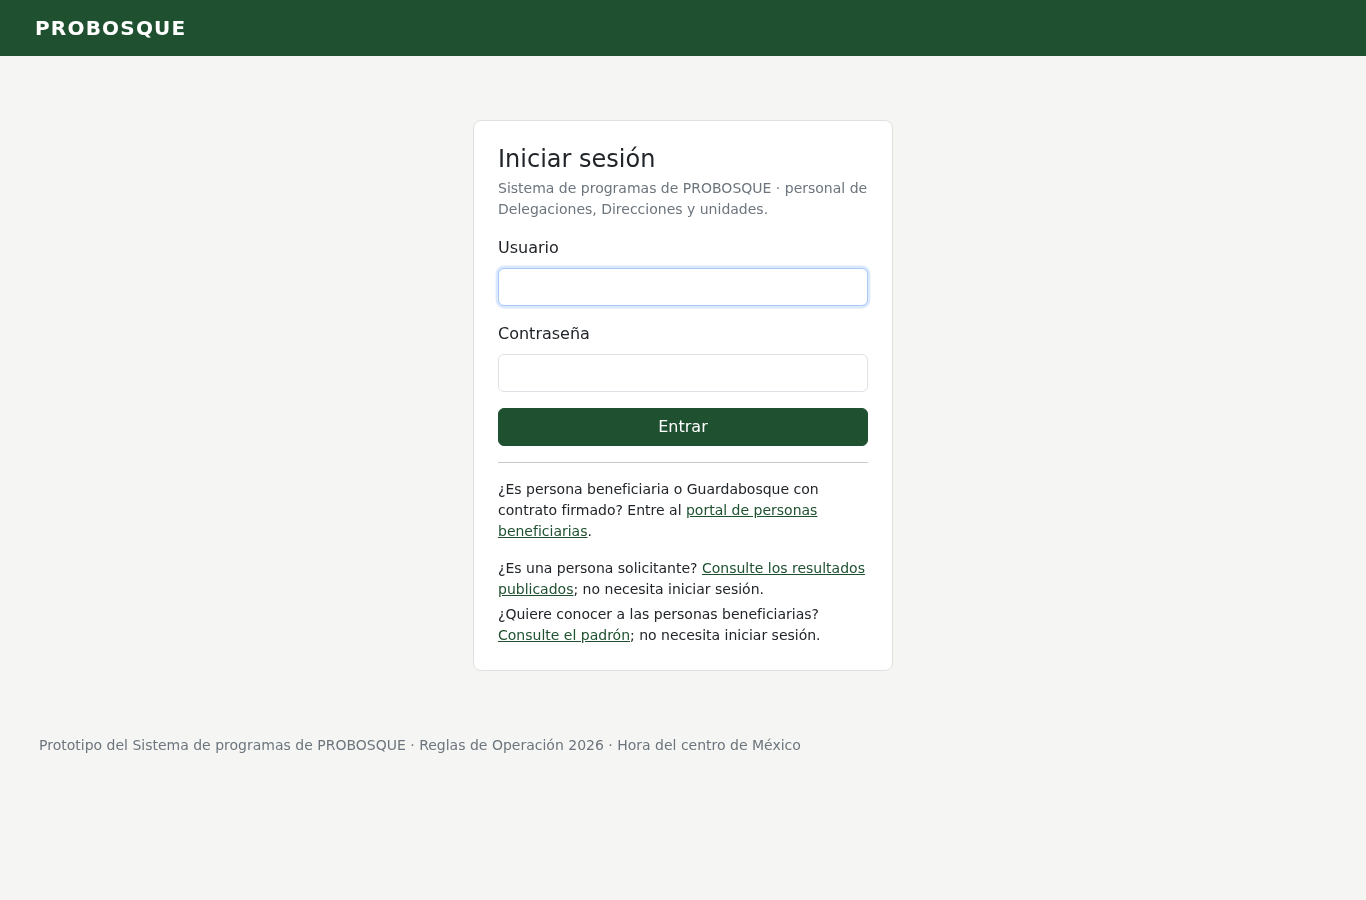 PROBOSQUE
Iniciar sesión
Sistema de programas de PROBOSQUE · personal de
Delegaciones, Direcciones y unidades.
Usuario
Contraseña
Entrar
¿Es persona beneficiaria o Guardabosque con
contrato firmado? Entre al portal de personas
beneficiarias.
¿Es una persona solicitante? Consulte los resultados
publicados; no necesita iniciar sesión.
¿Quiere conocer a las personas beneficiarias?
Consulte el padrón; no necesita iniciar sesión.
Prototipo del Sistema de programas de PROBOSQUE · Reglas de Operación 2026 · Hora del centro de México